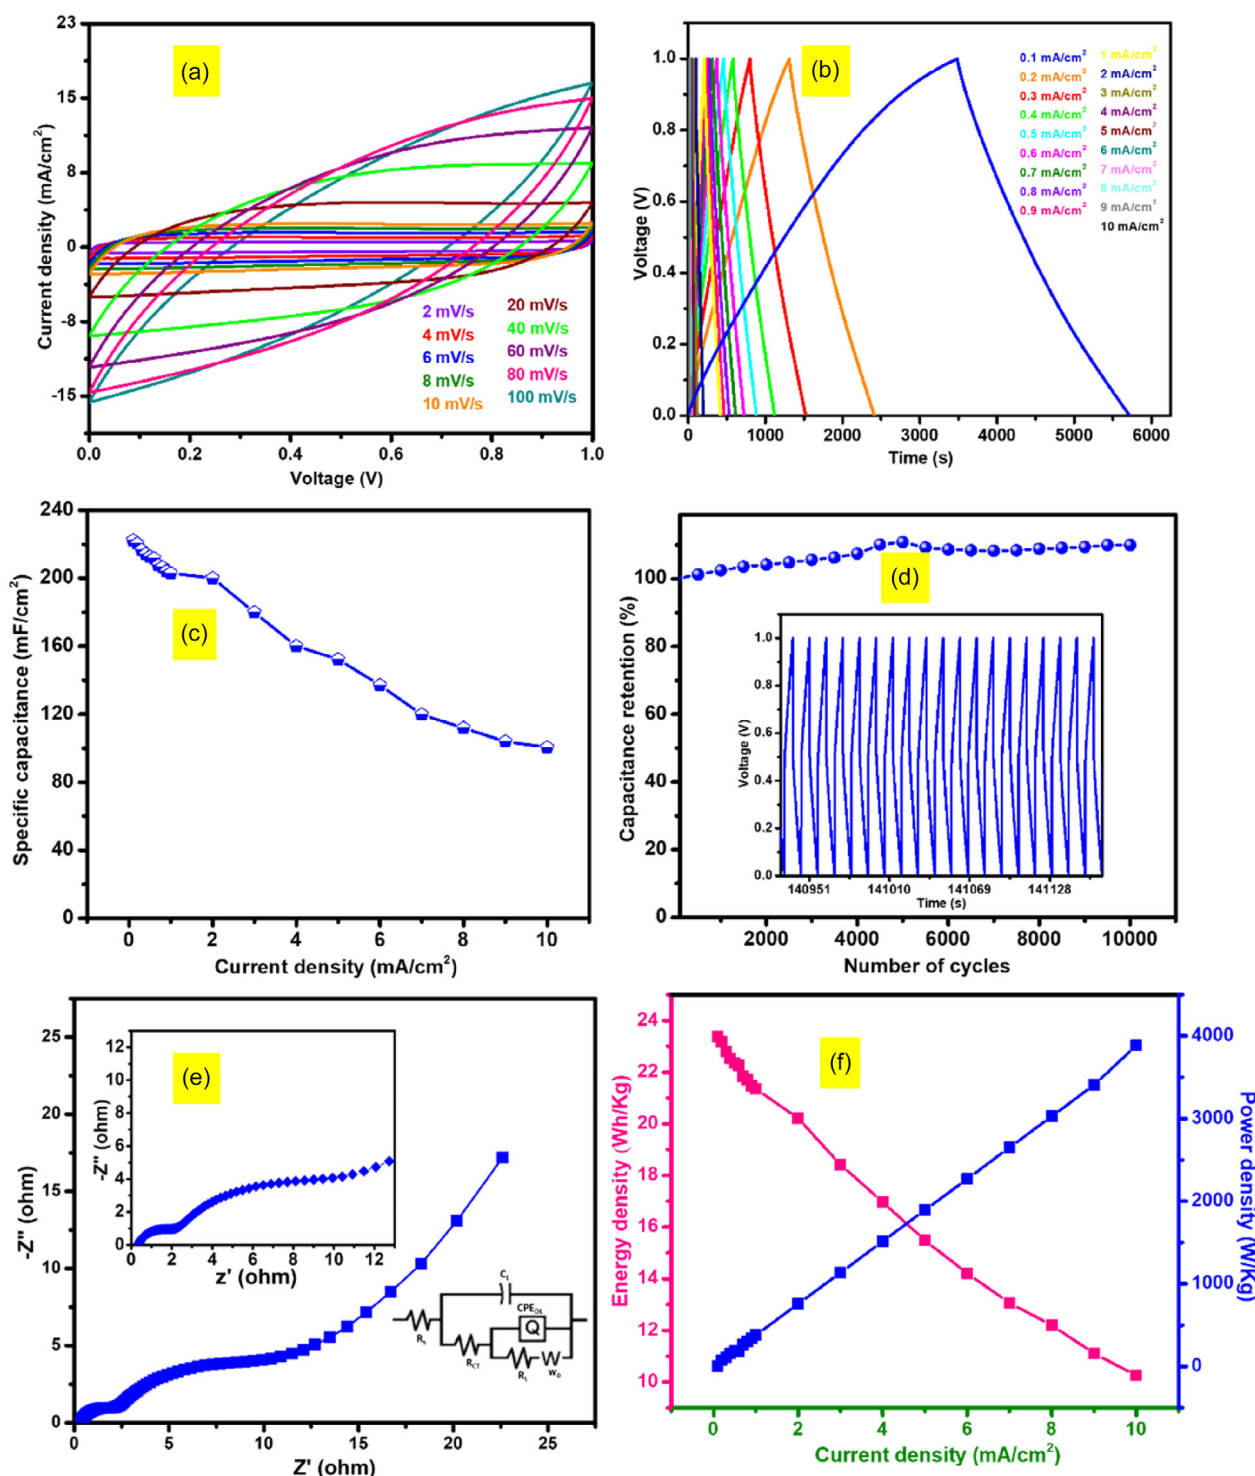 (a)
Current density (mA/cm²)
23
15
8
0
-8
-15
2 mV/s
4 mV/s
6 mV/s
8 mV/s
10 mV/s
20 mV/s
40 mV/s
60 mV/s
80 mV/s
100 mV/s
0.0 0.2 0.4 0.6 0.8 1.0
Voltage (V)
(b)
Voltage (V)
1.0
0.8
0.6
0.4
0.2
0.0
0.1 mA/cm²
0.2 mA/cm²
0.3 mA/cm²
0.4 mA/cm²
0.5 mA/cm²
0.6 mA/cm²
0.7 mA/cm²
0.8 mA/cm²
0.9 mA/cm²
1 mA/cm²
2 mA/cm²
3 mA/cm²
4 mA/cm²
5 mA/cm²
6 mA/cm²
7 mA/cm²
8 mA/cm²
9 mA/cm²
10 mA/cm²
0 1000 2000 3000 4000 5000 6000
Time (s)
(c)
Specific capacitance (mF/cm²)
240
200
160
120
80
40
0
0 2 4 6 8 10
Current density (mA/cm²)
(d)
Capacitance retention (%)
100
80
60
40
20
0
Voltage (V)
1.0
0.8
0.6
0.4
0.2
0.0
140951 141010 141069 141128
Time (s)
2000 4000 6000 8000 10000
Number of cycles
(e)
-Z'' (ohm)
25
20
15
10
5
0
-Z'' (ohm)
13
12
10
8
6
4
2
0
0 2 4 6 8 10 12
z' (ohm)
C_L
CPE_DL
Q
R_s
R_CT
R_L
W_o
0 5 10 15 20 25
Z' (ohm)
(f)
Energy density (Wh/Kg)
24
22
20
18
16
14
12
10
Power density (W/Kg)
4000
3000
2000
1000
0
0 2 4 6 8 10
Current density (mA/cm²)